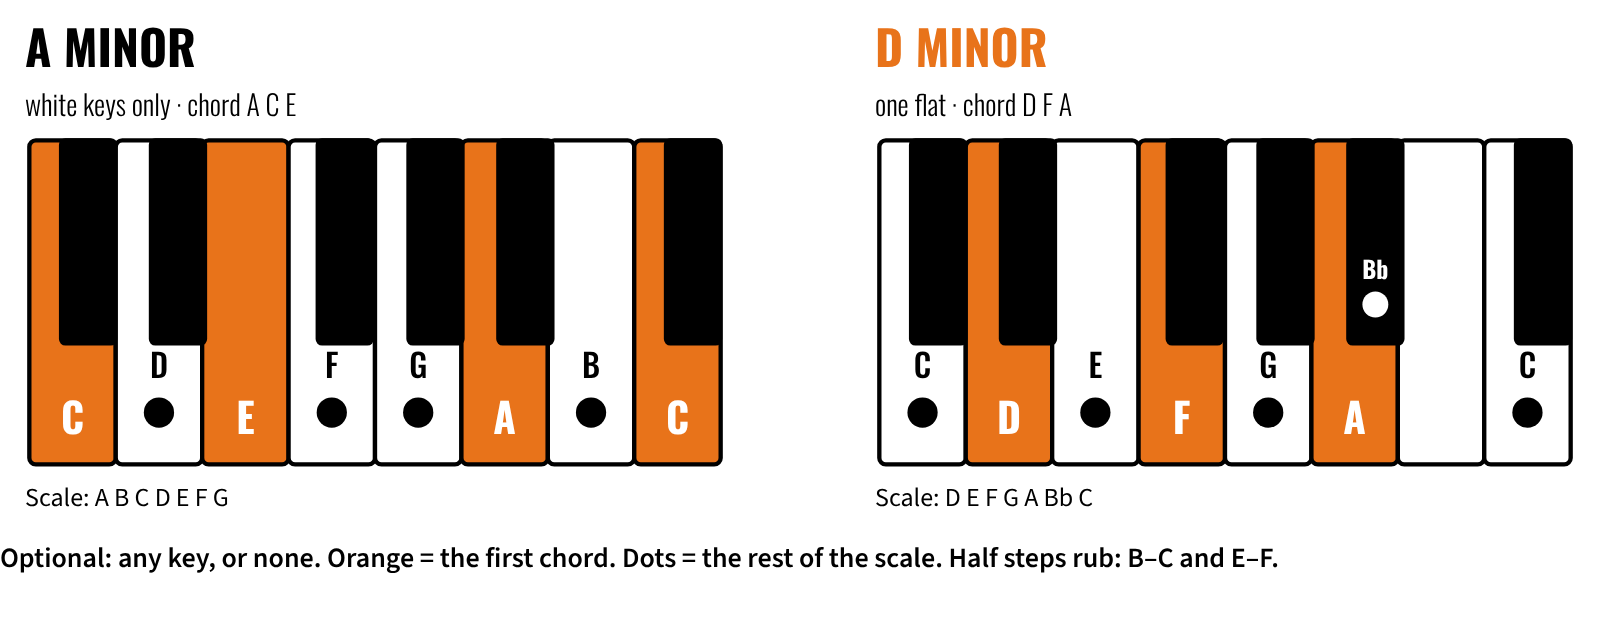 A MINOR
white keys only · chord A C E
D F G B
C E A C
Scale: A B C D E F G
D MINOR
one flat · chord D F A
Bb
C E G C
D F A
Scale: D E F G A Bb C
Optional: any key, or none. Orange = the first chord. Dots = the rest of the scale. Half steps rub: B–C and E–F.